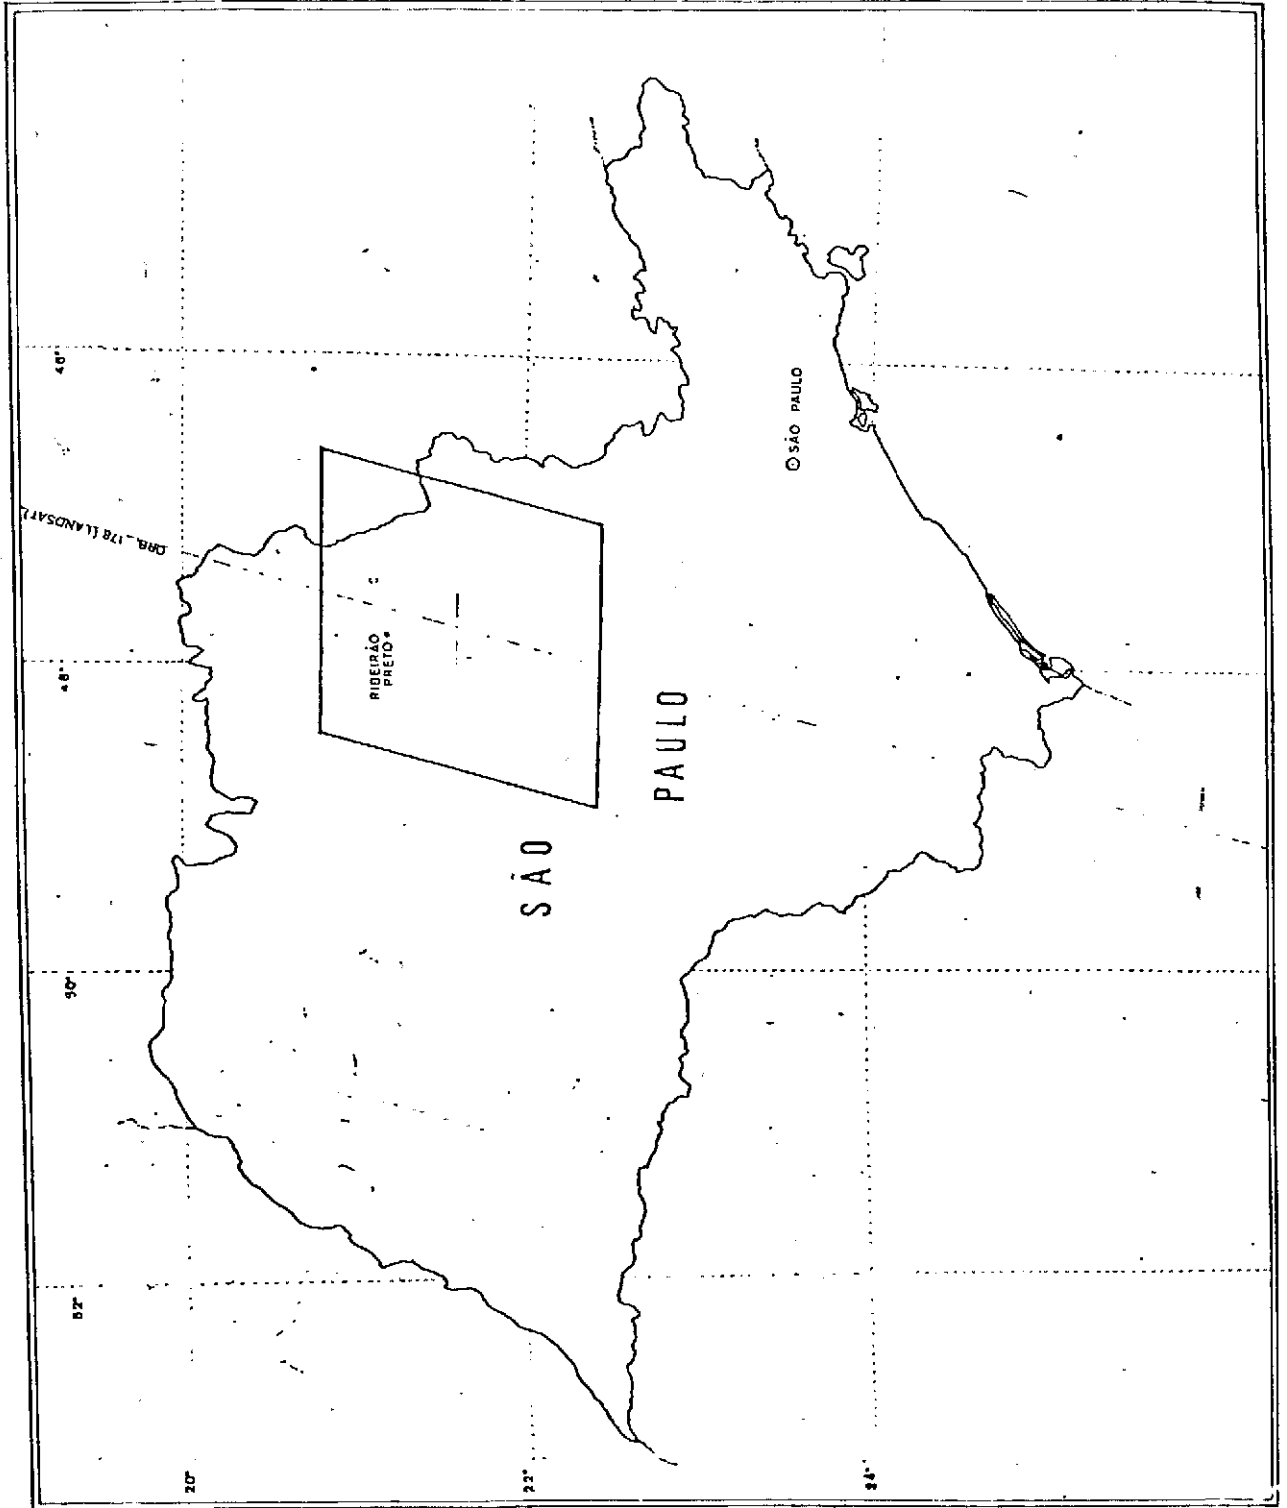 46°
ORB. 178 (LANDSAT)
48°
50°
52°
RIBEIRÃO
PRETO
SÃO PAULO
SÃO
PAULO
20°
22°
24°